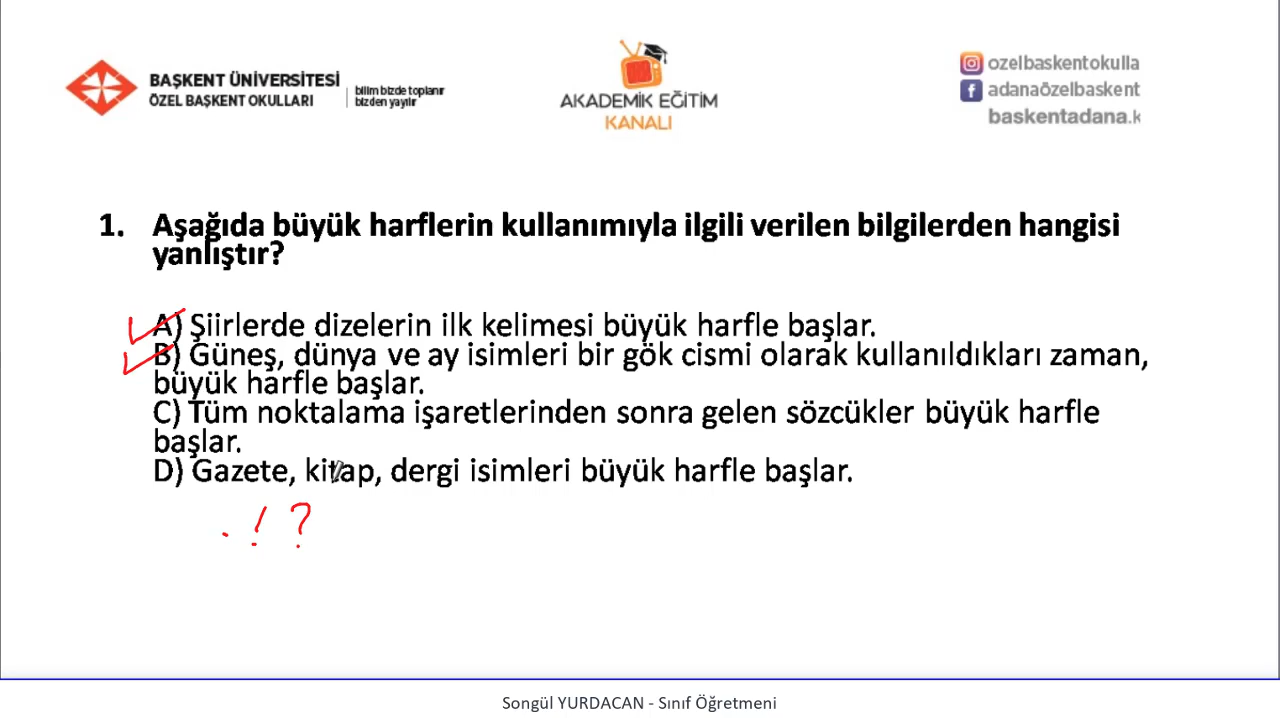 BAŞKENT ÜNİVERSİTESİ
ÖZEL BAŞKENT OKULLARI
bilim bizde toplanır
bizden yayılır
AKADEMİK EĞİTİM
KANALI
ozelbaskentokulla
adanaözelbaskent
baskentadana.k
1. Aşağıda büyük harflerin kullanımıyla ilgili verilen bilgilerden hangisi
yanlıştır?
A) Şiirlerde dizelerin ilk kelimesi büyük harfle başlar.
B) Güneş, dünya ve ay isimleri bir gök cismi olarak kullanıldıkları zaman,
büyük harfle başlar.
C) Tüm noktalama işaretlerinden sonra gelen sözcükler büyük harfle
başlar.
D) Gazete, kitap, dergi isimleri büyük harfle başlar.
. ! ?
Songül YURDACAN - Sınıf Öğretmeni